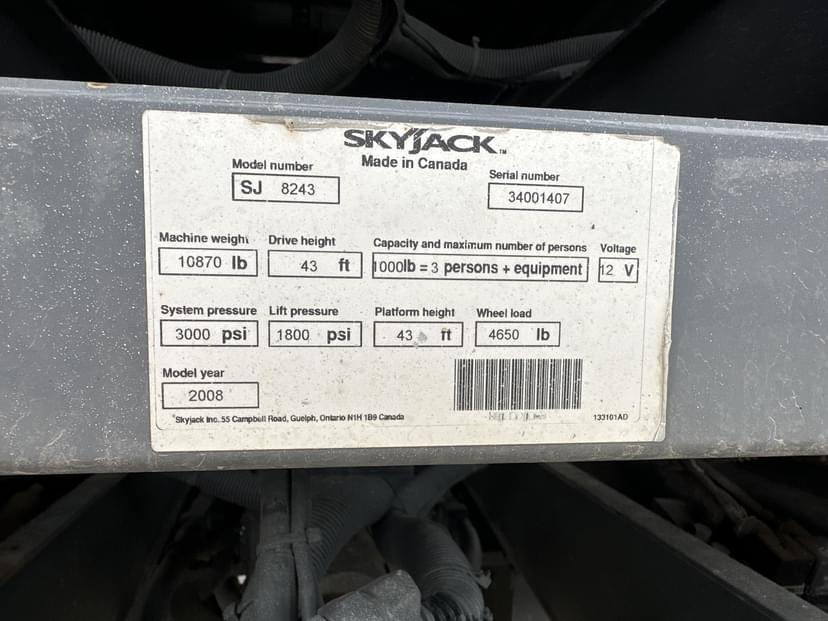 SKYJACK™
Made in Canada
Model number
SJ 8243
Serial number
34001407
Machine weight
10870 lb
Drive height
43 ft
Capacity and maximum number of persons
1000lb = 3 persons + equipment
Voltage
12 V
System pressure
3000 psi
Lift pressure
1800 psi
Platform height
43 ft
Wheel load
4650 lb
Model year
2008
Skyjack Inc. 55 Campbull Road, Guelph, Ontario N1H 1B9 Canada
133101AD